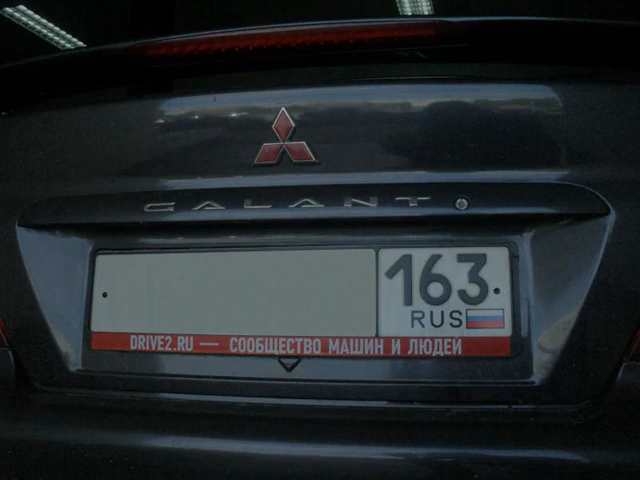 GALANT
163
RUS
DRIVE2.RU — СООБЩЕСТВО МАШИН И ЛЮДЕЙ